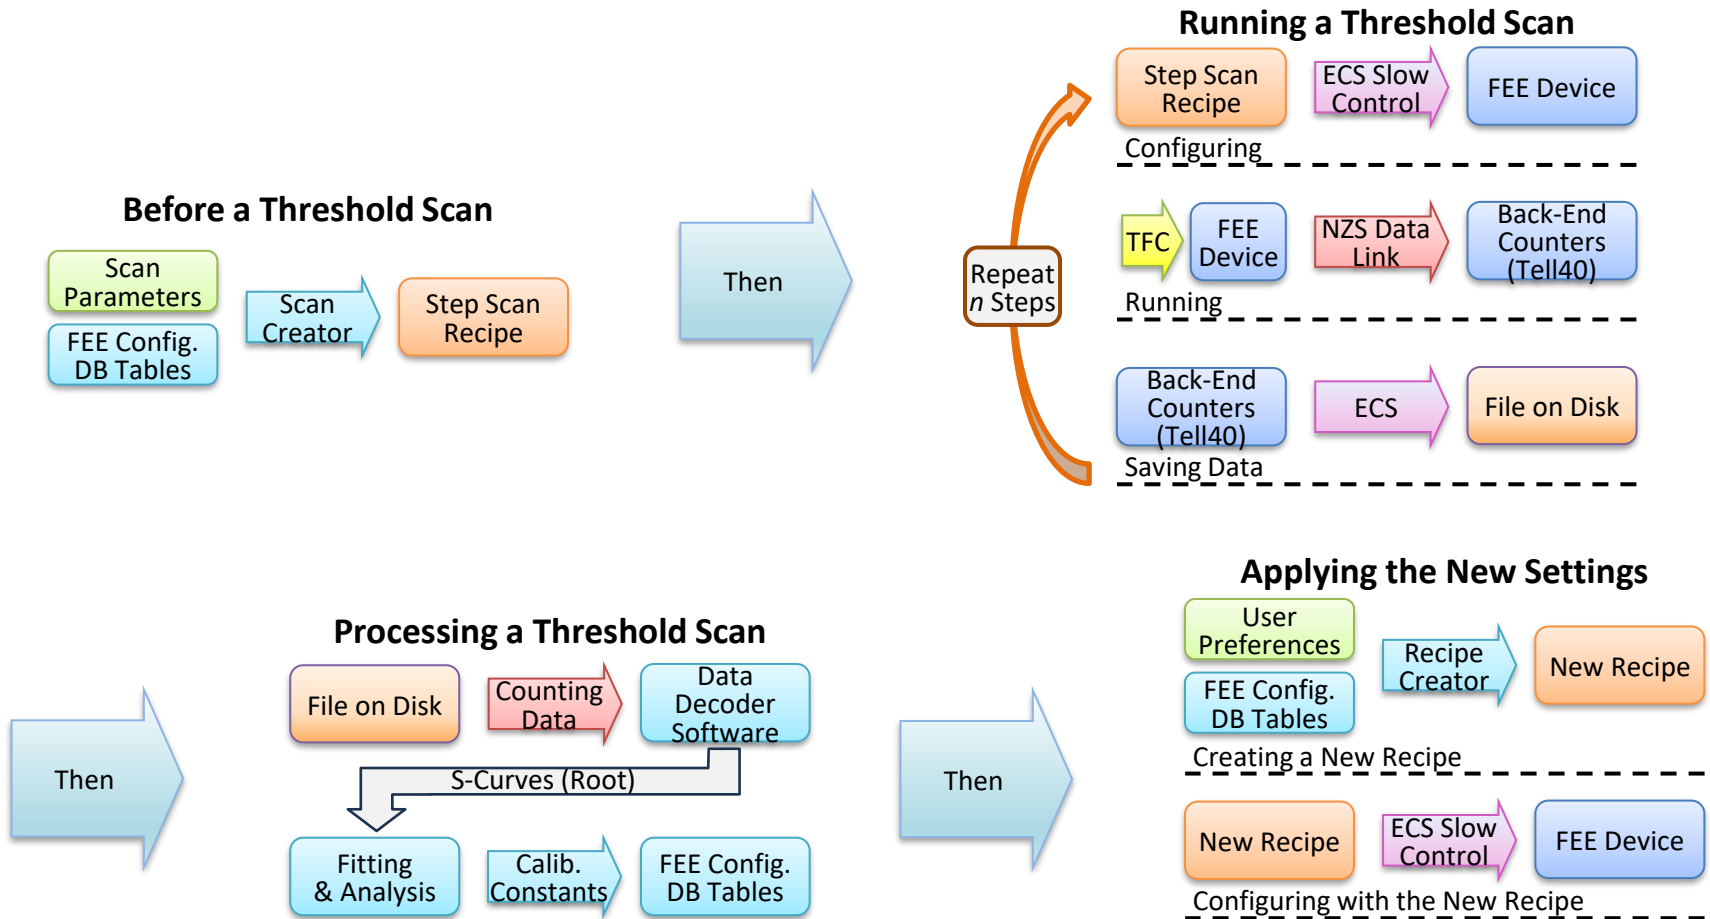 Before a Threshold Scan
Scan
Parameters
FEE Config.
DB Tables
Scan
Creator
Step Scan
Recipe
Then
Running a Threshold Scan
Repeat
n Steps
Step Scan
Recipe
ECS Slow
Control
FEE Device
Configuring
TFC
FEE
Device
NZS Data
Link
Back-End
Counters
(Tell40)
Running
Back-End
Counters
(Tell40)
ECS
File on Disk
Saving Data
Then
Processing a Threshold Scan
File on Disk
Counting
Data
Data
Decoder
Software
S-Curves (Root)
Fitting
& Analysis
Calib.
Constants
FEE Config.
DB Tables
Then
Applying the New Settings
User
Preferences
FEE Config.
DB Tables
Recipe
Creator
New Recipe
Creating a New Recipe
New Recipe
ECS Slow
Control
FEE Device
Configuring with the New Recipe